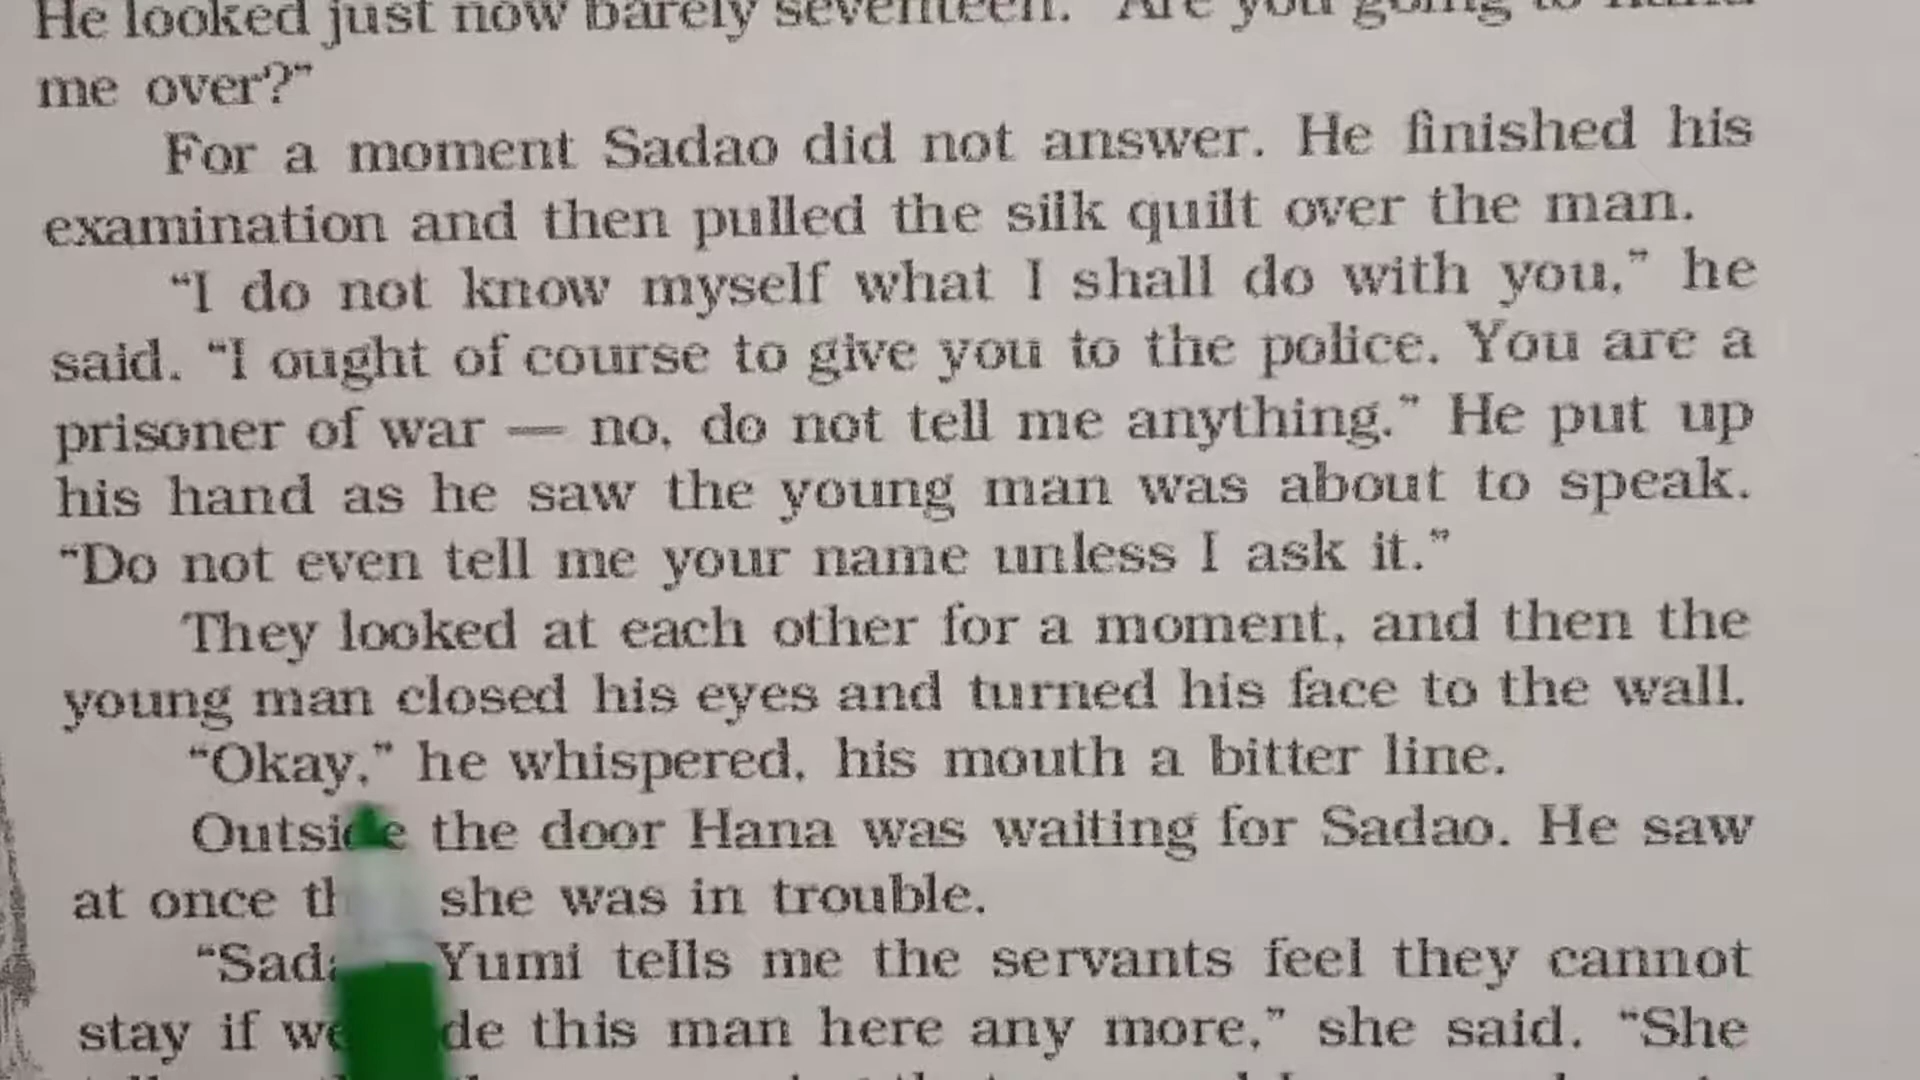 He looked just now barely seventeen. "Are you going to hand
me over?"
For a moment Sadao did not answer. He finished his
examination and then pulled the silk quilt over the man.
"I do not know myself what I shall do with you," he
said. "I ought of course to give you to the police. You are a
prisoner of war — no, do not tell me anything." He put up
his hand as he saw the young man was about to speak.
"Do not even tell me your name unless I ask it."
They looked at each other for a moment, and then the
young man closed his eyes and turned his face to the wall.
"Okay," he whispered, his mouth a bitter line.
Outside the door Hana was waiting for Sadao. He saw
at once she was in trouble.
Yumi tells me the servants feel they cannot
stay if this man here any more," she said. "She